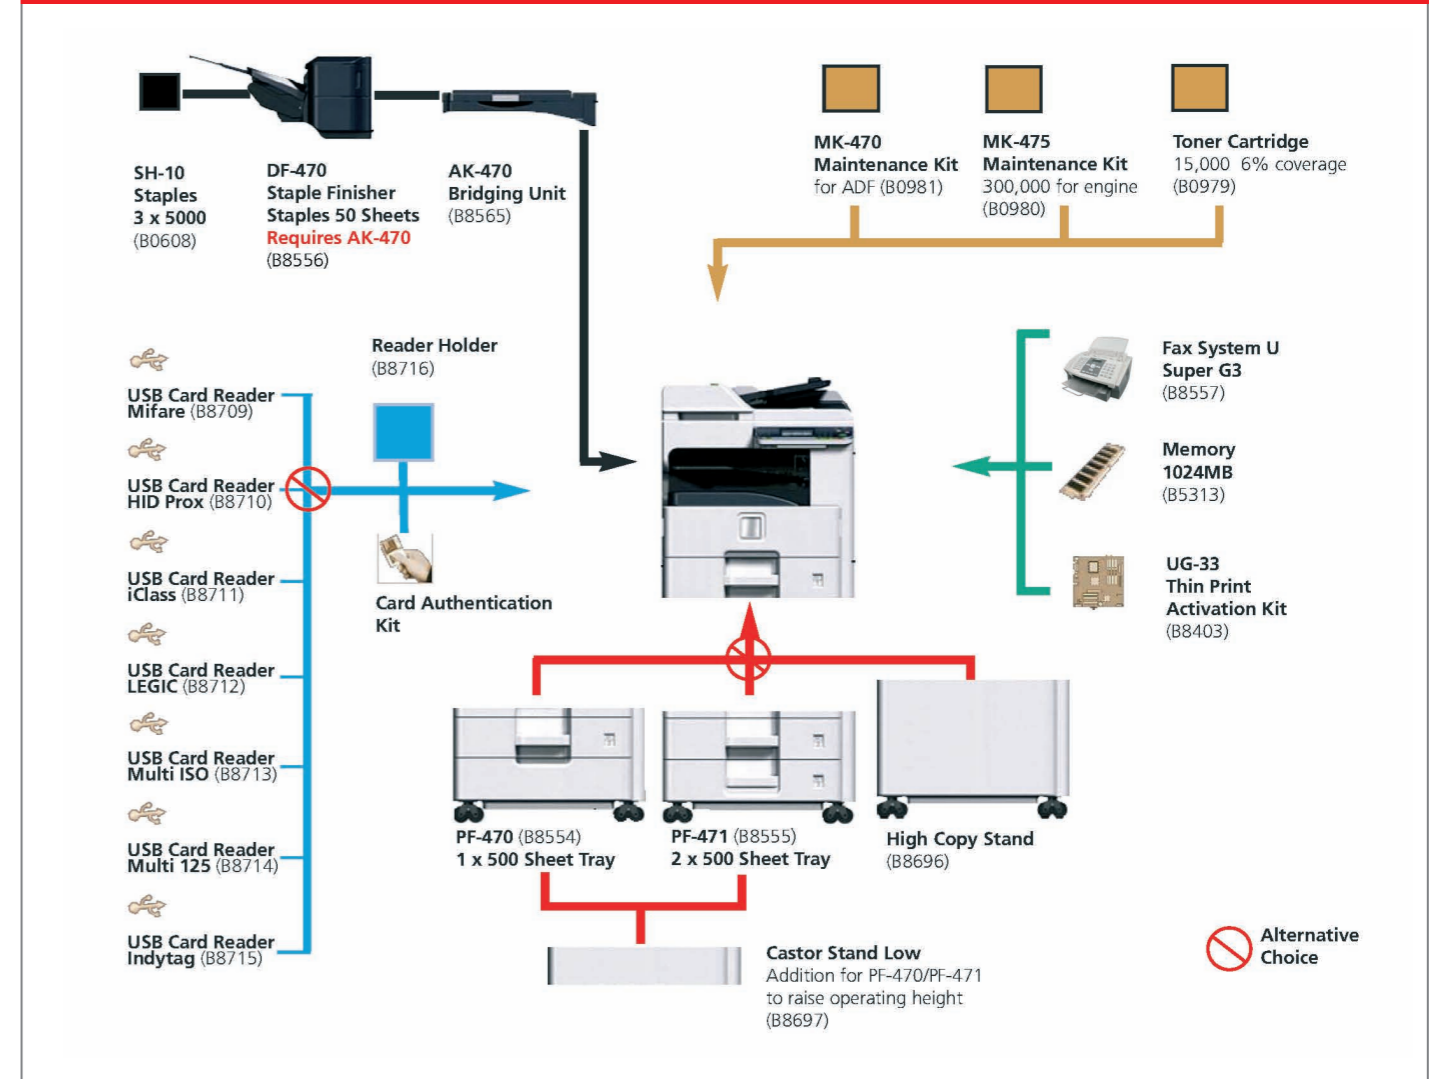 SH-10
Staples
3 x 5000
(B0608)
DF-470
Staple Finisher
Staples 50 Sheets
Requires AK-470
(B8556)
AK-470
Bridging Unit
(B8565)
MK-470
Maintenance Kit
for ADF (B0981)
MK-475
Maintenance Kit
300,000 for engine
(B0980)
Toner Cartridge
15,000 6% coverage
(B0979)
Reader Holder
(B8716)
USB Card Reader
Mifare (B8709)
USB Card Reader
HID Prox (B8710)
USB Card Reader
iClass (B8711)
USB Card Reader
LEGIC (B8712)
USB Card Reader
Multi ISO (B8713)
USB Card Reader
Multi 125 (B8714)
USB Card Reader
Indytag (B8715)
Card Authentication
Kit
Fax System U
Super G3
(B8557)
Memory
1024MB
(B5313)
UG-33
Thin Print
Activation Kit
(B8403)
PF-470 (B8554)
1 x 500 Sheet Tray
PF-471 (B8555)
2 x 500 Sheet Tray
High Copy Stand
(B8696)
Castor Stand Low
Addition for PF-470/PF-471
to raise operating height
(B8697)
Alternative
Choice